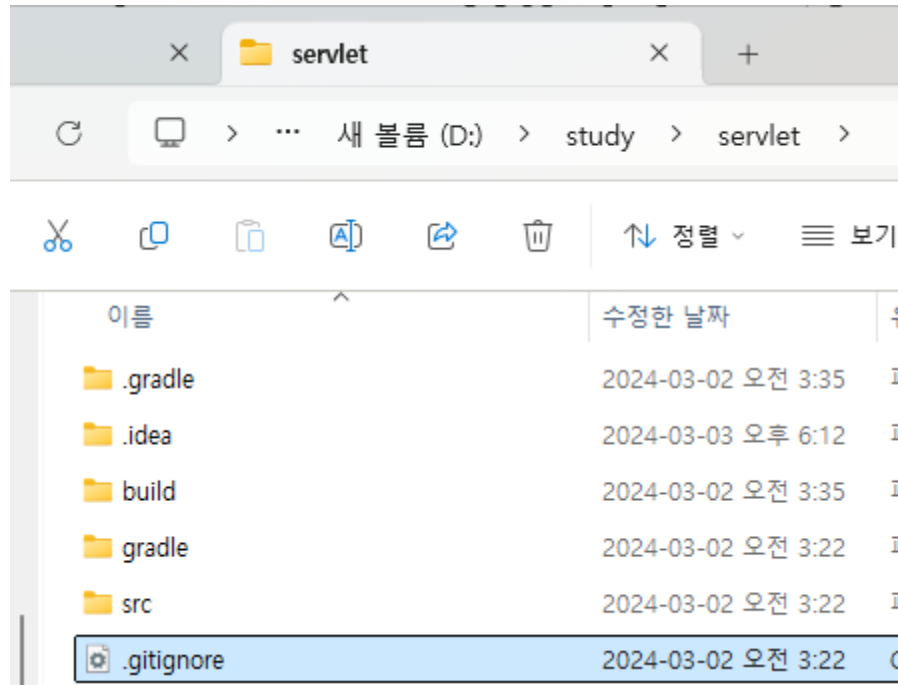 servlet
··· 새 볼륨 (D:) > study > servlet >
정렬 보기
이름 수정한 날짜
.gradle 2024-03-02 오전 3:35
.idea 2024-03-03 오후 6:12
build 2024-03-02 오전 3:35
gradle 2024-03-02 오전 3:22
src 2024-03-02 오전 3:22
.gitignore 2024-03-02 오전 3:22